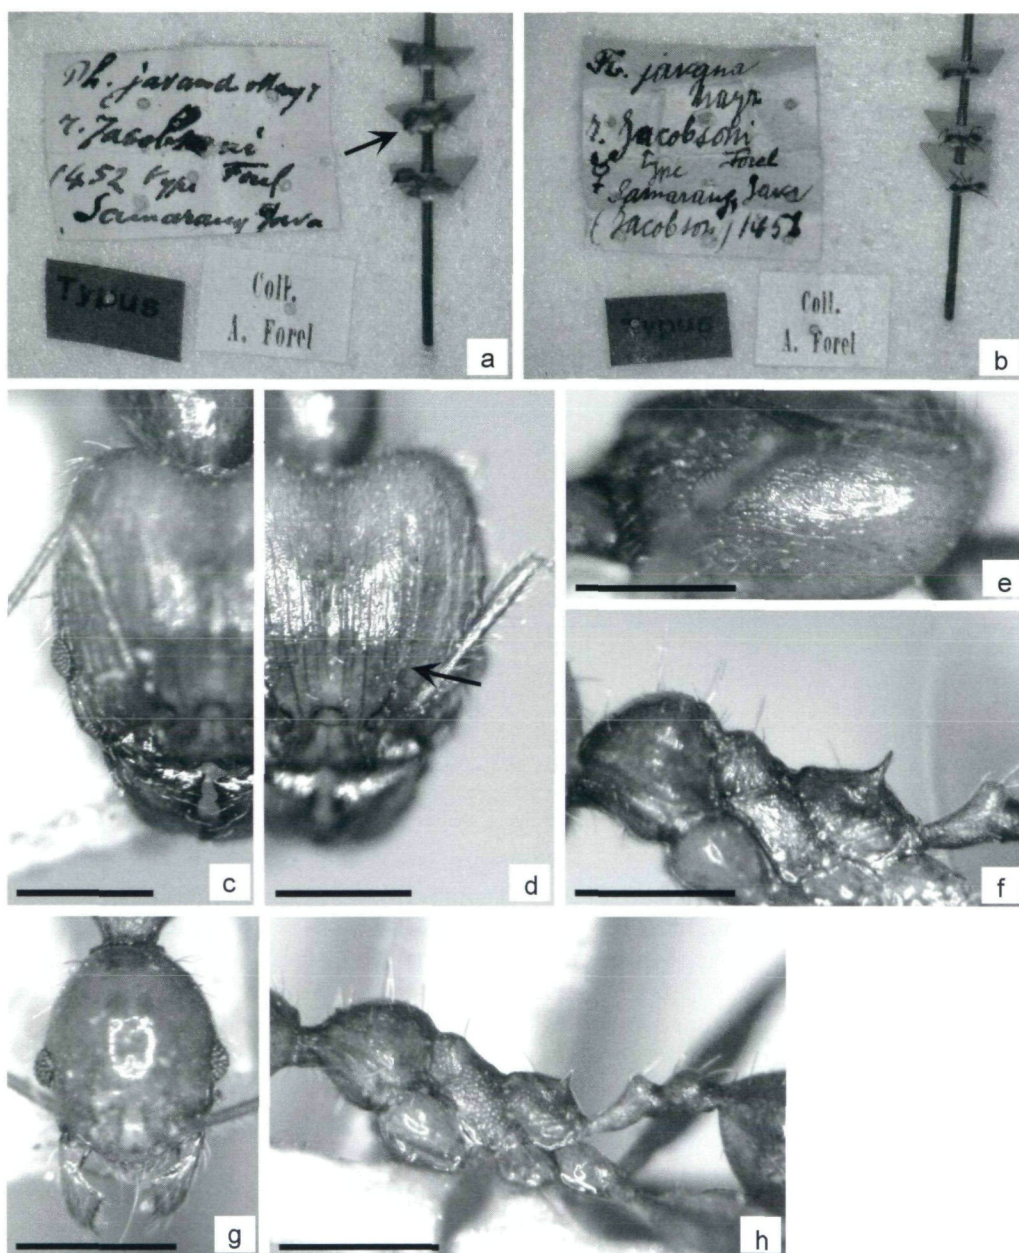 Ph. javana Mayr
r. Jacobsoni
1452 Type Forel
Samarang Java
Typus
Coll.
A. Forel
a
Ph. javana
Mayr
r. Jacobsoni
Type Forel
Samarang, Java
(Jacobson) 1452
Typus
Coll.
A. Forel
b
c
d
e
f
g
h